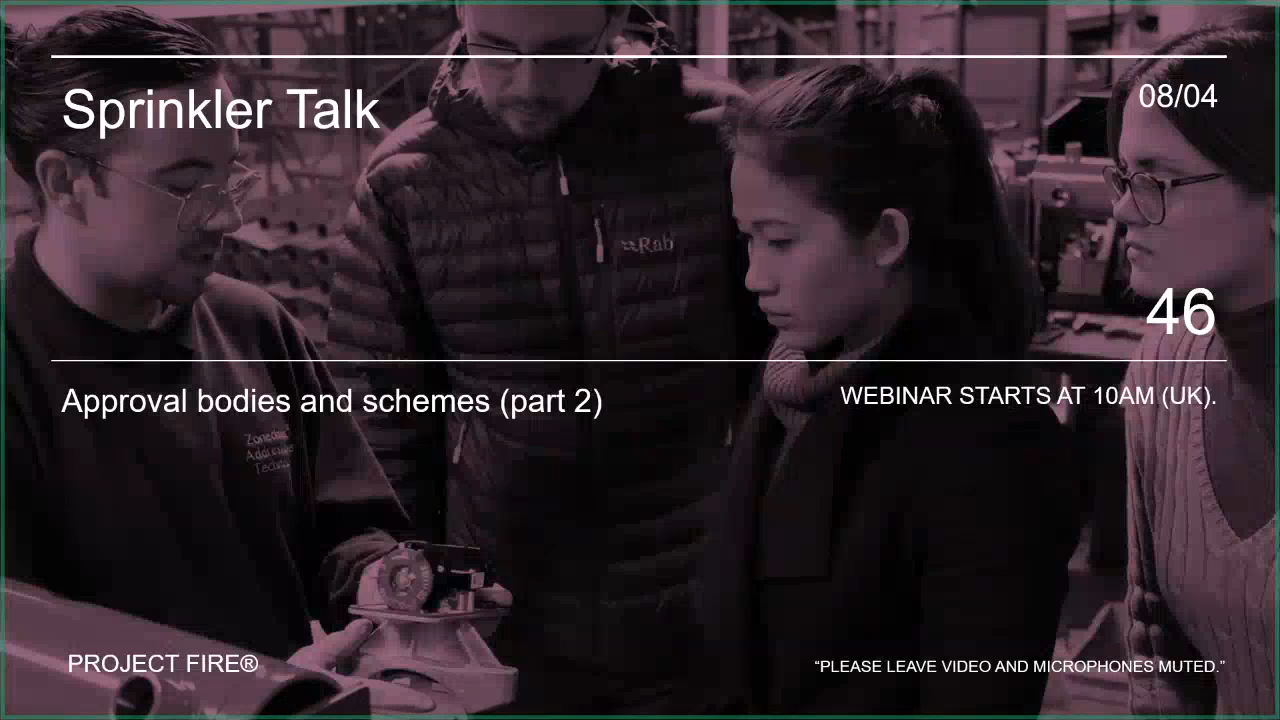 Sprinkler Talk
08/04
Rab
46
Approval bodies and schemes (part 2)
WEBINAR STARTS AT 10AM (UK).
PROJECT FIRE®
“PLEASE LEAVE VIDEO AND MICROPHONES MUTED.”